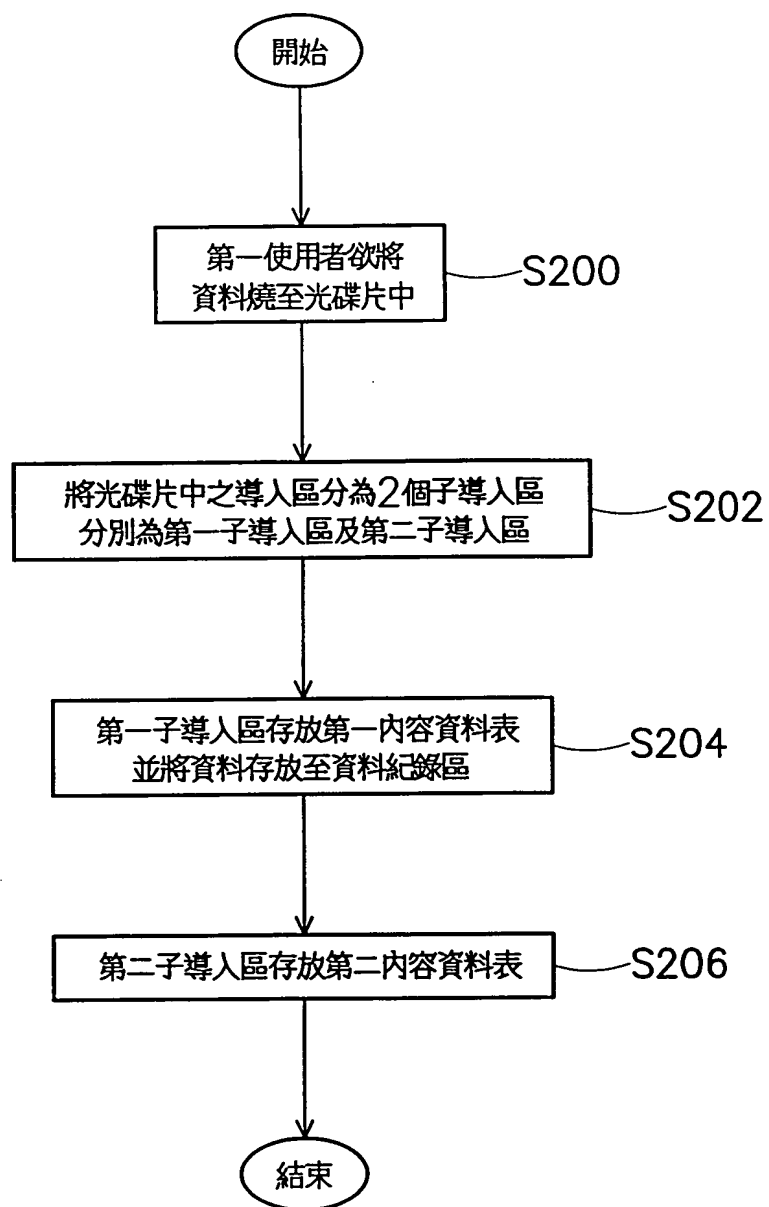 開始
第一使用者欲將
資料燒至光碟片中
S200
將光碟片中之導入區分為2個子導入區
分別為第一子導入區及第二子導入區
S202
第一子導入區存放第一內容資料表
並將資料存放至資料紀錄區
S204
第二子導入區存放第二內容資料表
S206
結束